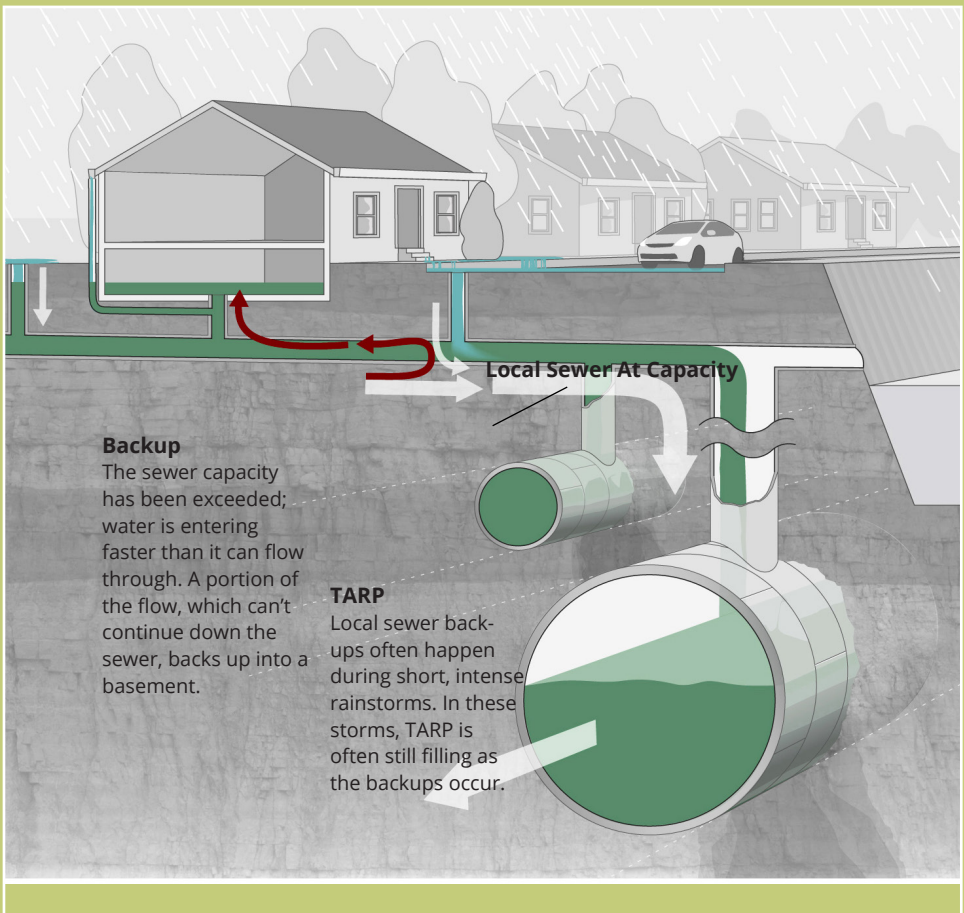 Local Sewer At Capacity
Backup
The sewer capacity
has been exceeded;
water is entering
faster than it can flow
through. A portion of
the flow, which can't
continue down the
sewer, backs up into a
basement.
TARP
Local sewer back-
ups often happen
during short, intense
rainstorms. In these
storms, TARP is
often still filling as
the backups occur.